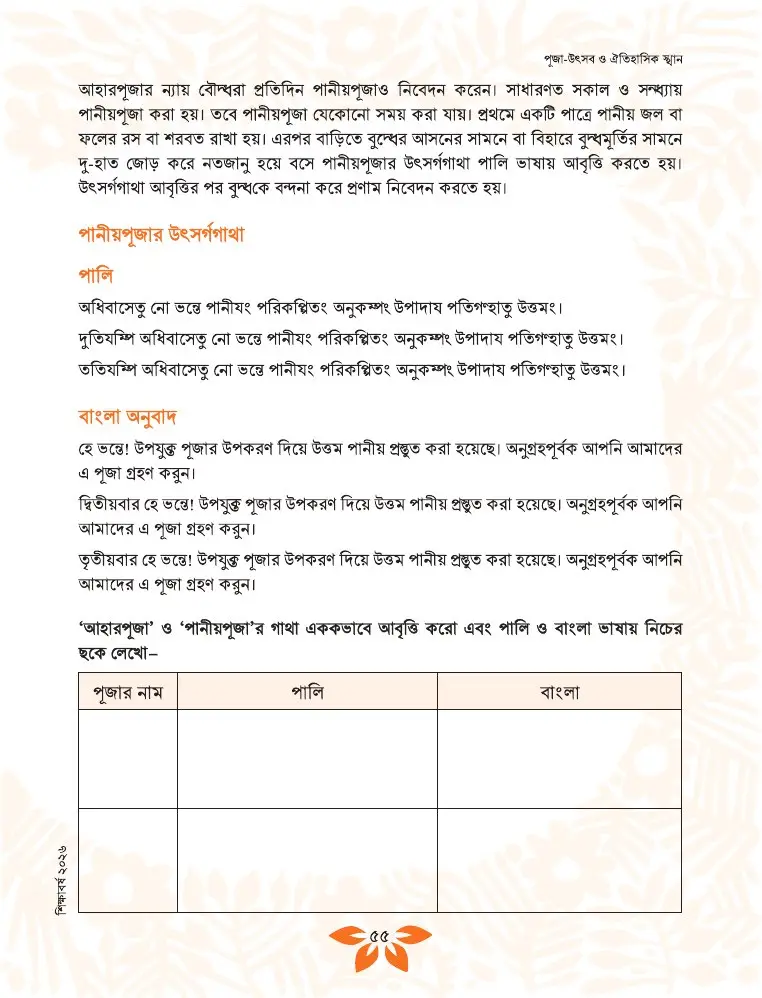 পূজা-উৎসব ও ঐতিহাসিক স্থান
আহারপূজার ন্যায় বৌদ্ধরা প্রতিদিন পানীয়পূজাও নিবেদন করেন। সাধারণত সকাল ও সন্ধ্যায়
পানীয়পূজা করা হয়। তবে পানীয়পূজা যেকোনো সময় করা যায়। প্রথমে একটি পাত্রে পানীয় জল বা
ফলের রস বা শরবত রাখা হয়। এরপর বাড়িতে বুদ্ধের আসনের সামনে বা বিহারে বুদ্ধমূর্তির সামনে
দু-হাত জোড় করে নতজানু হয়ে বসে পানীয়পূজার উৎসর্গগাথা পালি ভাষায় আবৃত্তি করতে হয়।
উৎসর্গগাথা আবৃত্তির পর বুদ্ধকে বন্দনা করে প্রণাম নিবেদন করতে হয়।
পানীয়পূজার উৎসর্গগাথা
পালি
অধিবাসেতু নো ভন্তে পানীযং পরিকপ্পিতং অনুকম্পং উপাদায পতিগণ্হাতু উত্তমং।
দুতিযম্পি অধিবাসেতু নো ভন্তে পানীযং পরিকপ্পিতং অনুকম্পং উপাদায পতিগণ্হাতু উত্তমং।
ততিযম্পি অধিবাসেতু নো ভন্তে পানীযং পরিকপ্পিতং অনুকম্পং উপাদায পতিগণ্হাতু উত্তমং।
বাংলা অনুবাদ
হে ভন্তে! উপযুক্ত পূজার উপকরণ দিয়ে উত্তম পানীয় প্রস্তুত করা হয়েছে। অনুগ্রহপূর্বক আপনি আমাদের
এ পূজা গ্রহণ করুন।
দ্বিতীয়বার হে ভন্তে! উপযুক্ত পূজার উপকরণ দিয়ে উত্তম পানীয় প্রস্তুত করা হয়েছে। অনুগ্রহপূর্বক আপনি
আমাদের এ পূজা গ্রহণ করুন।
তৃতীয়বার হে ভন্তে! উপযুক্ত পূজার উপকরণ দিয়ে উত্তম পানীয় প্রস্তুত করা হয়েছে। অনুগ্রহপূর্বক আপনি
আমাদের এ পূজা গ্রহণ করুন।
‘আহারপূজা’ ও ‘পানীয়পূজা’র গাথা এককভাবে আবৃত্তি করো এবং পালি ও বাংলা ভাষায় নিচের
ছকে লেখো–
পূজার নাম পালি বাংলা
শিক্ষাবর্ষ ২০২৬
৫৫